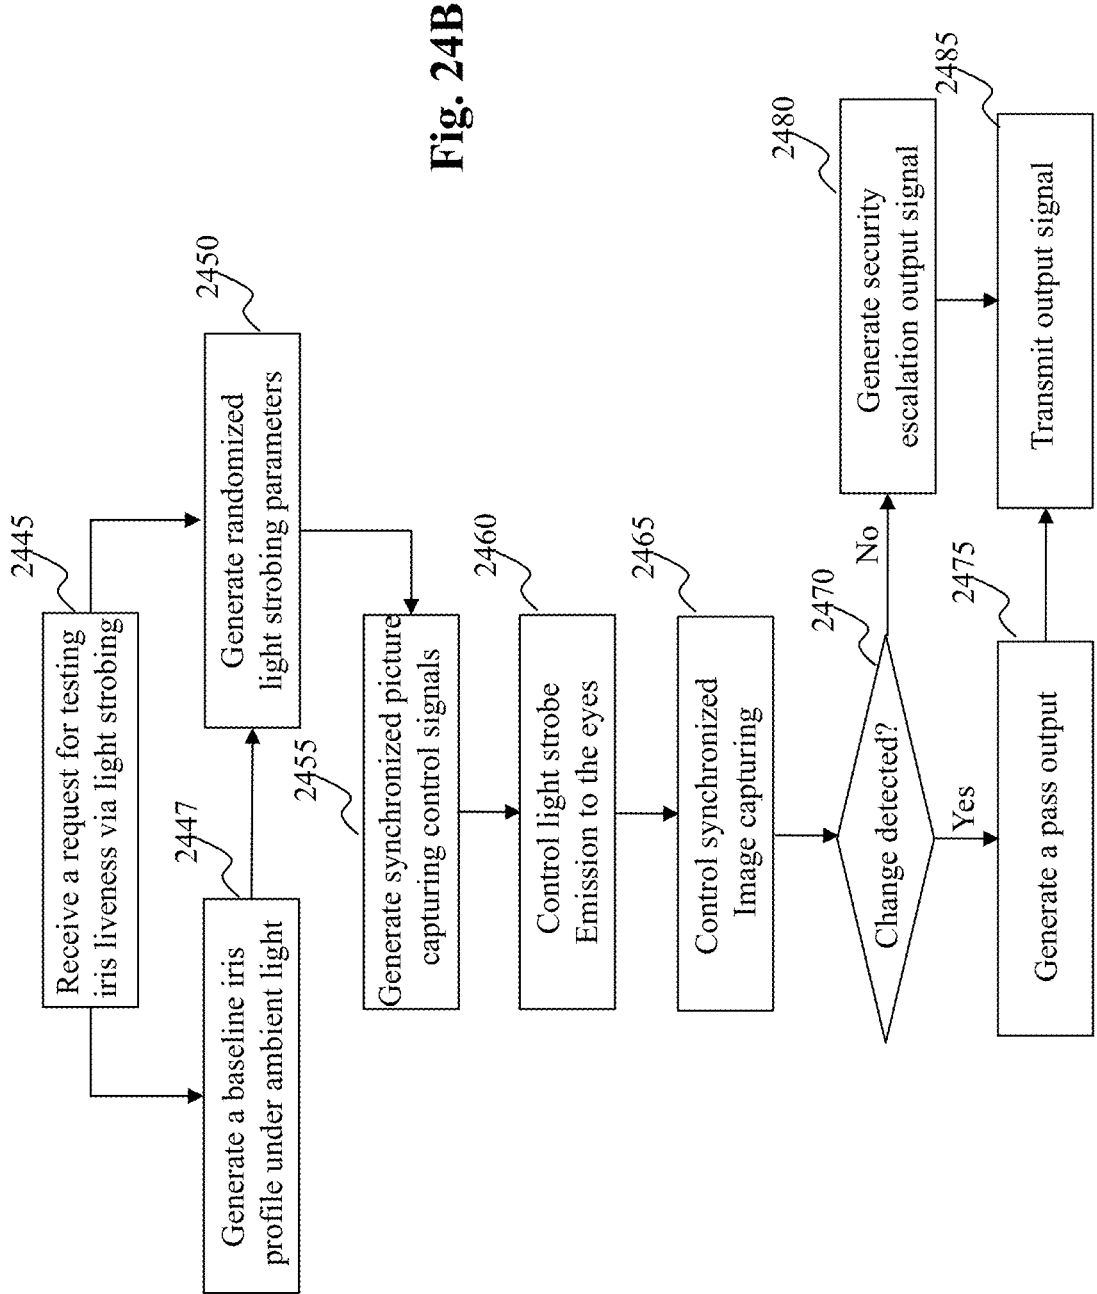 2445
Receive a request for testing
iris liveness via light strobing
2447
Generate a baseline iris
profile under ambient light
2450
Generate randomized
light strobing parameters
2455
Generate synchronized picture
capturing control signals
2460
Control light strobe
Emission to the eyes
2465
Control synchronized
Image capturing
2470
Change detected?
No
Yes
2480
Generate security
escalation output signal
2475
Generate a pass output
2485
Transmit output signal
Fig. 24B